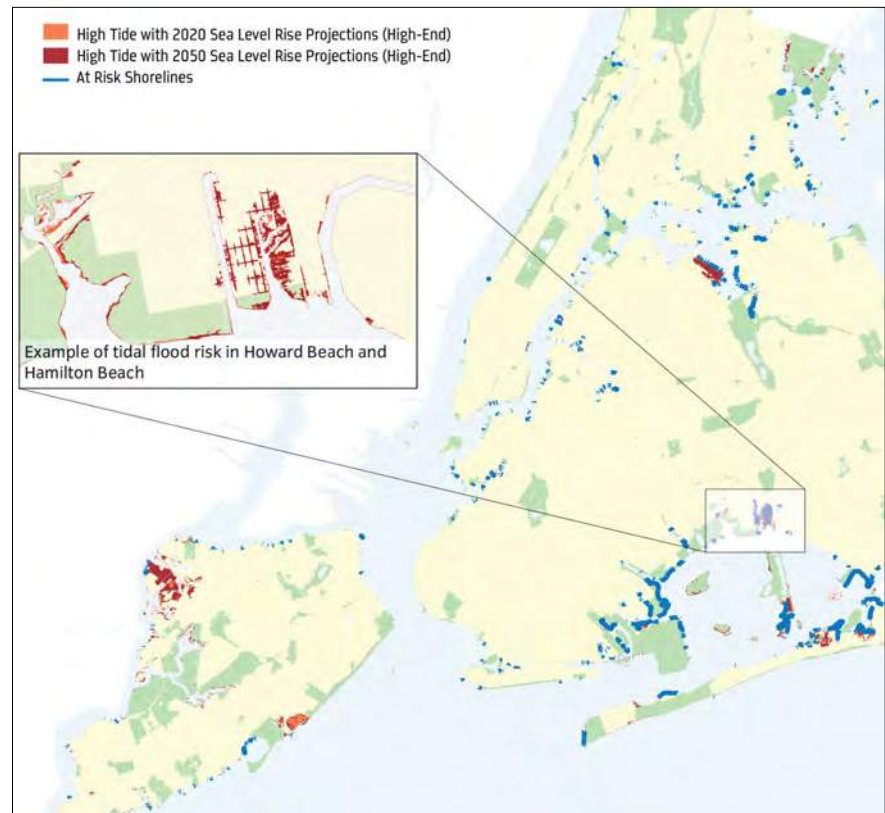 High Tide with 2020 Sea Level Rise Projections (High-End)
High Tide with 2050 Sea Level Rise Projections (High-End)
At Risk Shorelines
Example of tidal flood risk in Howard Beach and
Hamilton Beach